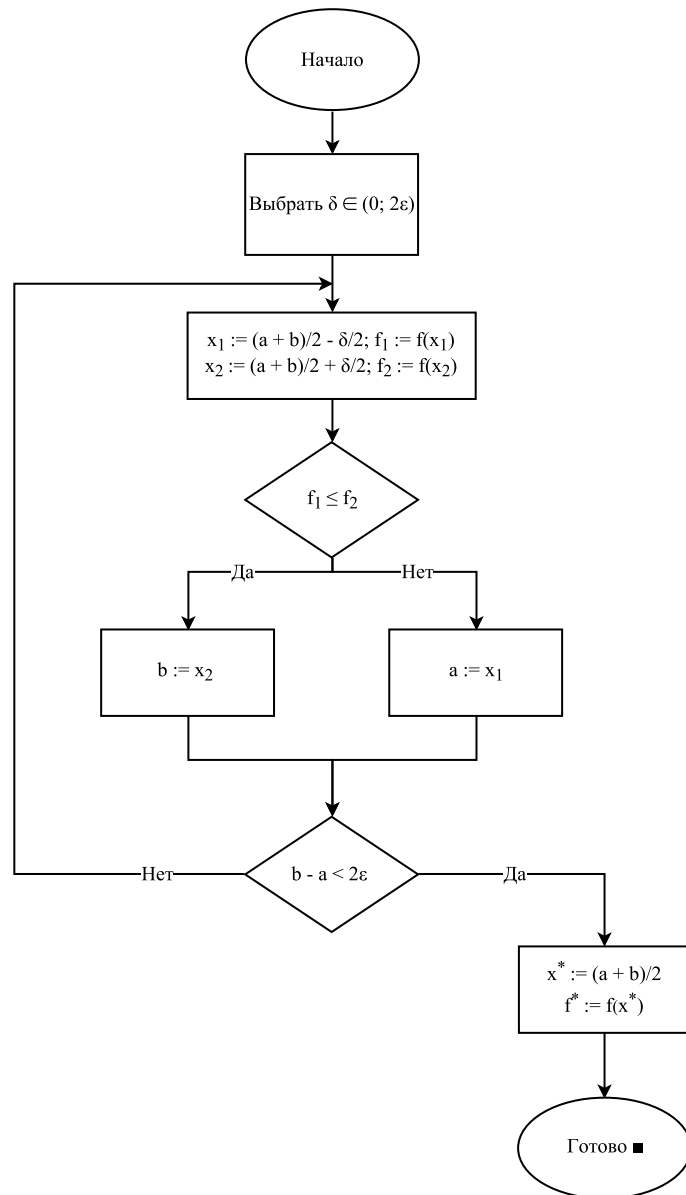 Начало
Выбрать δ ∈ (0; 2ε)
x₁ := (a + b)/2 - δ/2; f₁ := f(x₁)
x₂ := (a + b)/2 + δ/2; f₂ := f(x₂)
f₁ ≤ f₂
Да
Нет
b := x₂
a := x₁
Нет
b - a < 2ε
Да
x* := (a + b)/2
f* := f(x*)
Готово ■